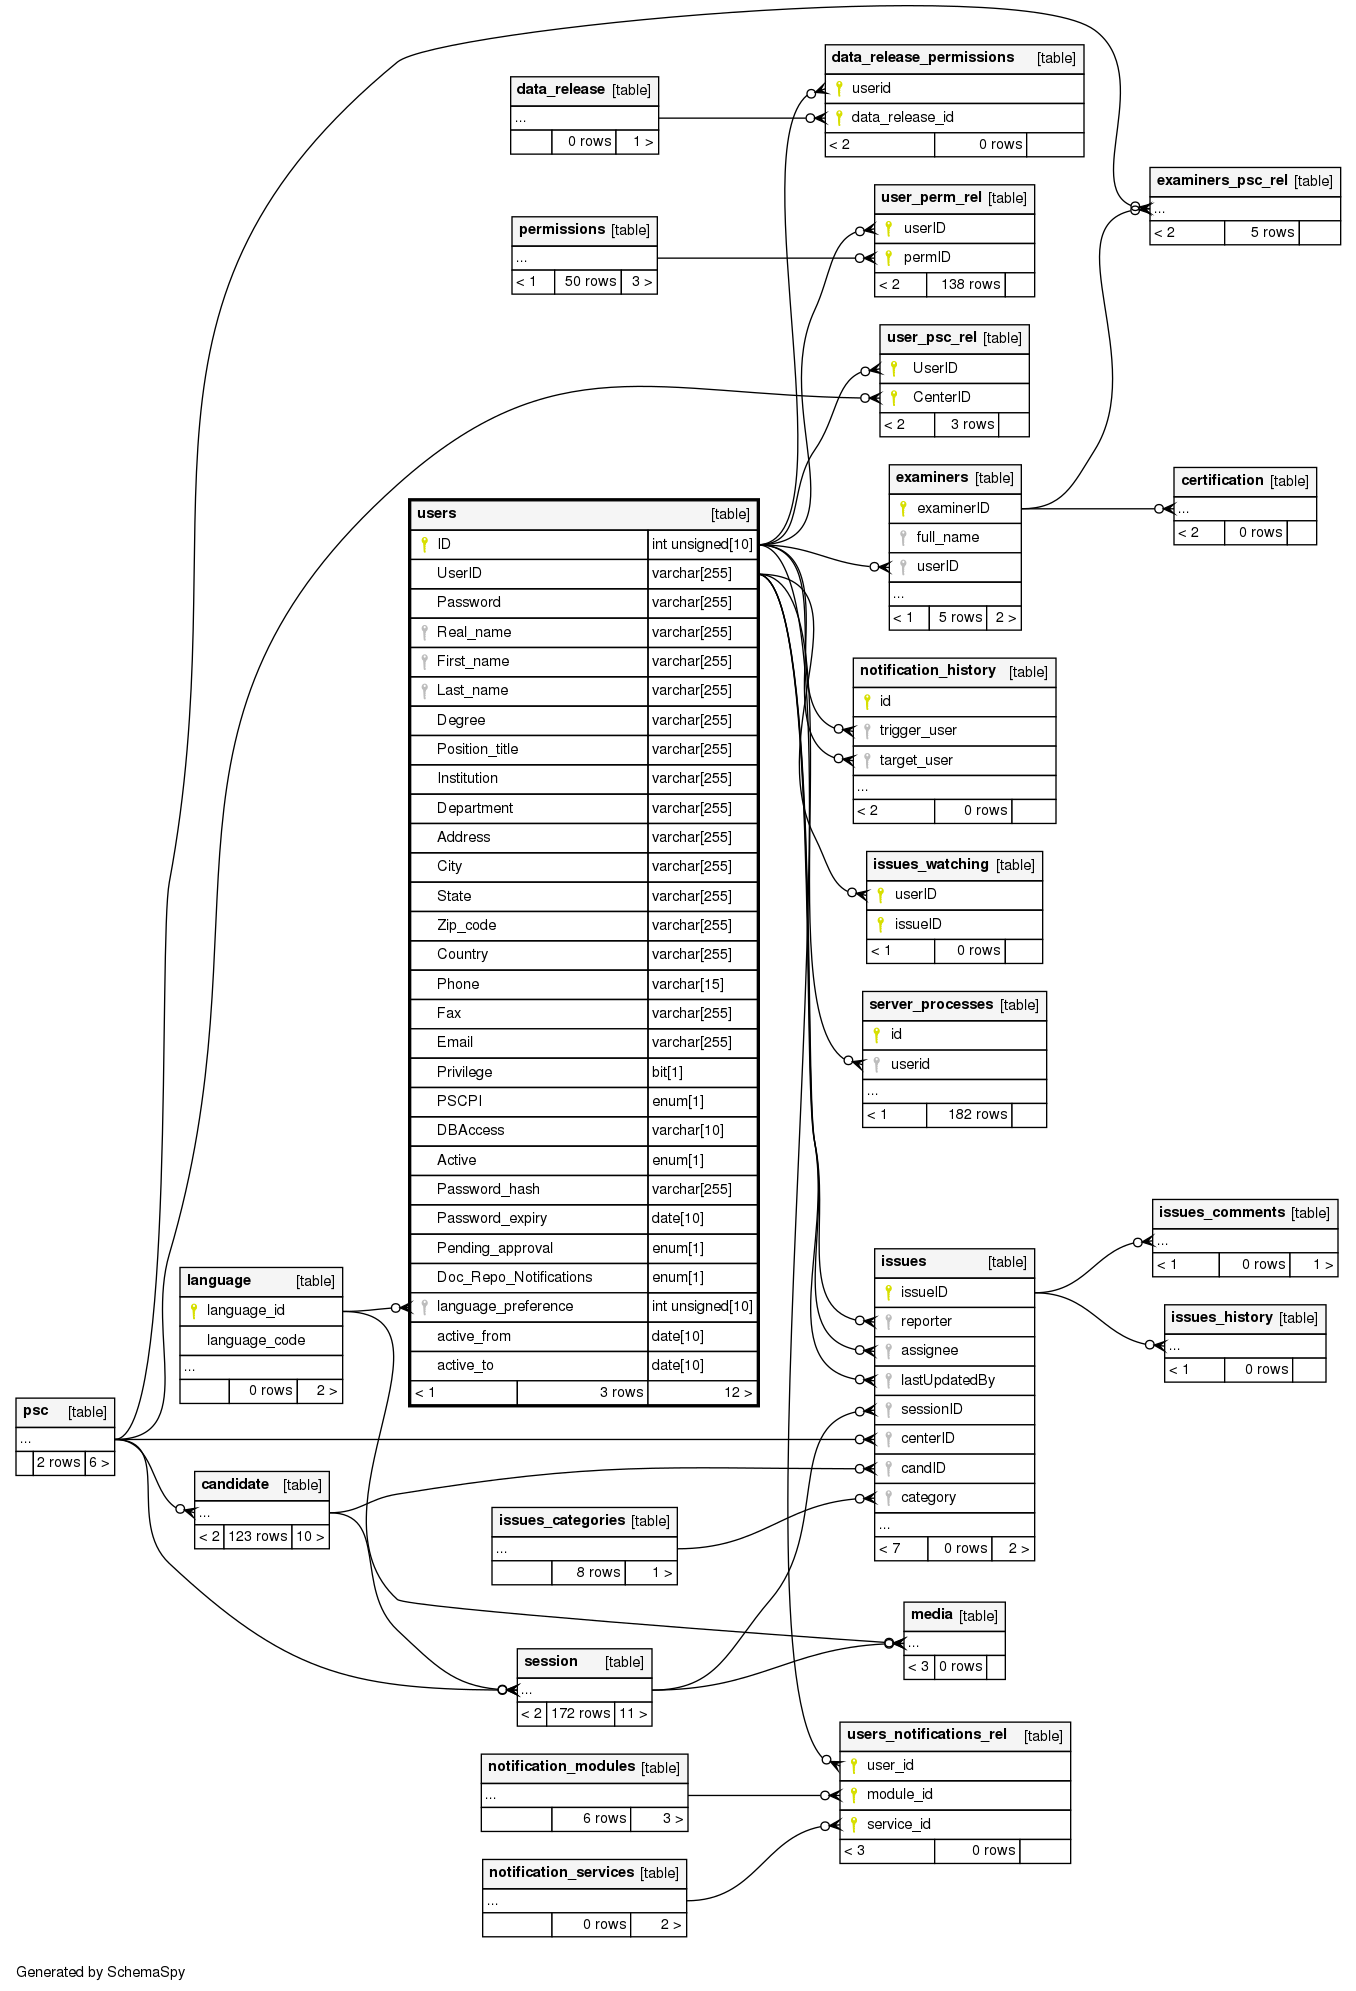 data_release_permissions [table]
userid
data_release_id
< 2 0 rows
data_release [table]
...
0 rows 1 >
examiners_psc_rel [table]
...
< 2 5 rows
user_perm_rel [table]
userID
permID
< 2 138 rows
permissions [table]
...
< 1 50 rows 3 >
user_psc_rel [table]
UserID
CenterID
< 2 3 rows
examiners [table]
examinerID
full_name
userID
...
< 1 5 rows 2 >
certification [table]
...
< 2 0 rows
users [table]
ID int unsigned[10]
UserID varchar[255]
Password varchar[255]
Real_name varchar[255]
First_name varchar[255]
Last_name varchar[255]
Degree varchar[255]
Position_title varchar[255]
Institution varchar[255]
Department varchar[255]
Address varchar[255]
City varchar[255]
State varchar[255]
Zip_code varchar[255]
Country varchar[255]
Phone varchar[15]
Fax varchar[255]
Email varchar[255]
Privilege bit[1]
PSCPI enum[1]
DBAccess varchar[10]
Active enum[1]
Password_hash varchar[255]
Password_expiry date[10]
Pending_approval enum[1]
Doc_Repo_Notifications enum[1]
language_preference int unsigned[10]
active_from date[10]
active_to date[10]
< 1 3 rows 12 >
notification_history [table]
id
trigger_user
target_user
...
< 2 0 rows
issues_watching [table]
userID
issueID
< 1 0 rows
server_processes [table]
id
userid
...
< 1 182 rows
issues_comments [table]
...
< 1 0 rows 1 >
issues [table]
issueID
reporter
assignee
lastUpdatedBy
sessionID
centerID
candID
category
...
< 7 0 rows 2 >
issues_history [table]
...
< 1 0 rows
language [table]
language_id
language_code
...
0 rows 2 >
psc [table]
...
2 rows 6 >
candidate [table]
...
< 2 123 rows 10 >
issues_categories [table]
...
8 rows 1 >
media [table]
...
< 3 0 rows
session [table]
...
< 2 172 rows 11 >
users_notifications_rel [table]
user_id
module_id
service_id
< 3 0 rows
notification_modules [table]
...
6 rows 3 >
notification_services [table]
...
0 rows 2 >
Generated by SchemaSpy